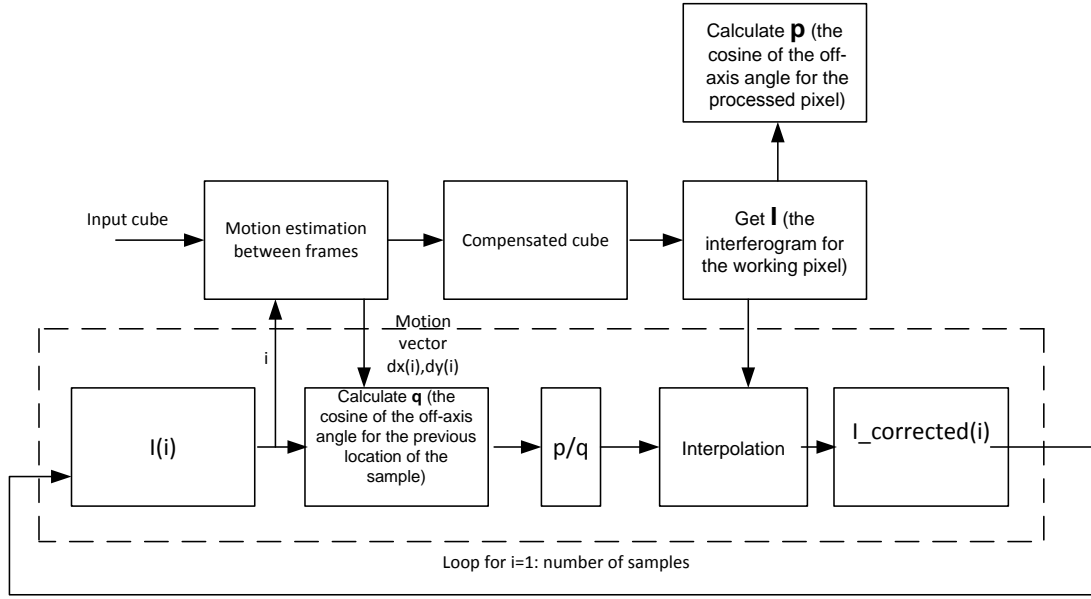 Calculate p (the
cosine of the off-
axis angle for the
processed pixel)
Input cube
Motion estimation
between frames
Compensated cube
Get I (the
interferogram for
the working pixel)
i
Motion
vector
dx(i),dy(i)
I(i)
Calculate q (the
cosine of the off-axis
angle for the previous
location of the
sample)
p/q
Interpolation
I_corrected(i)
Loop for i=1: number of samples